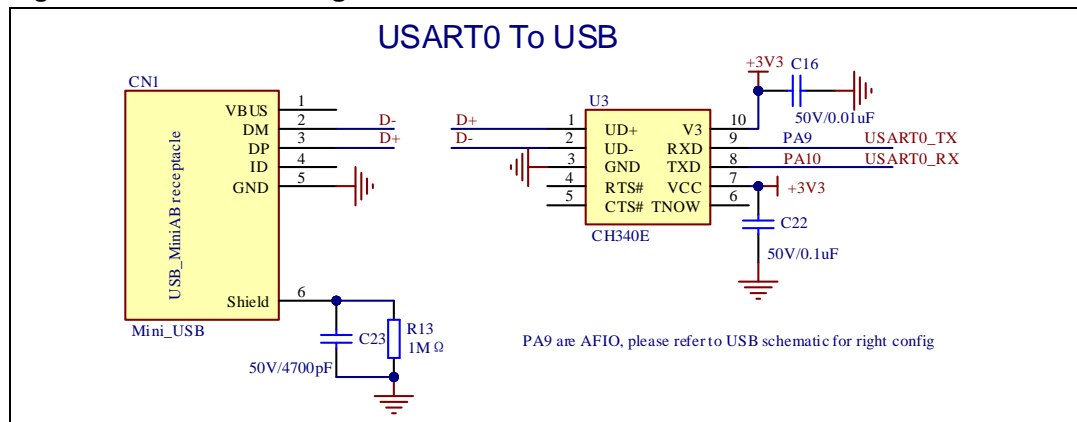 USART0 To USB
CN1
VBUS 1
DM 2 D-
DP 3 D+
ID 4
GND 5
USB_MiniAB receptacle
Shield 6
Mini_USB
C23
50V/4700pF
R13
1M Ω
U3
D+ 1 UD+ V3 10
D- 2 UD- RXD 9 PA9 USART0_TX
3 GND TXD 8 PA10 USART0_RX
4 RTS# VCC 7 +3V3
5 CTS# TNOW 6
CH340E
+3V3 C16
50V/0.01uF
C22
50V/0.1uF
PA9 are AFIO, please refer to USB schematic for right config